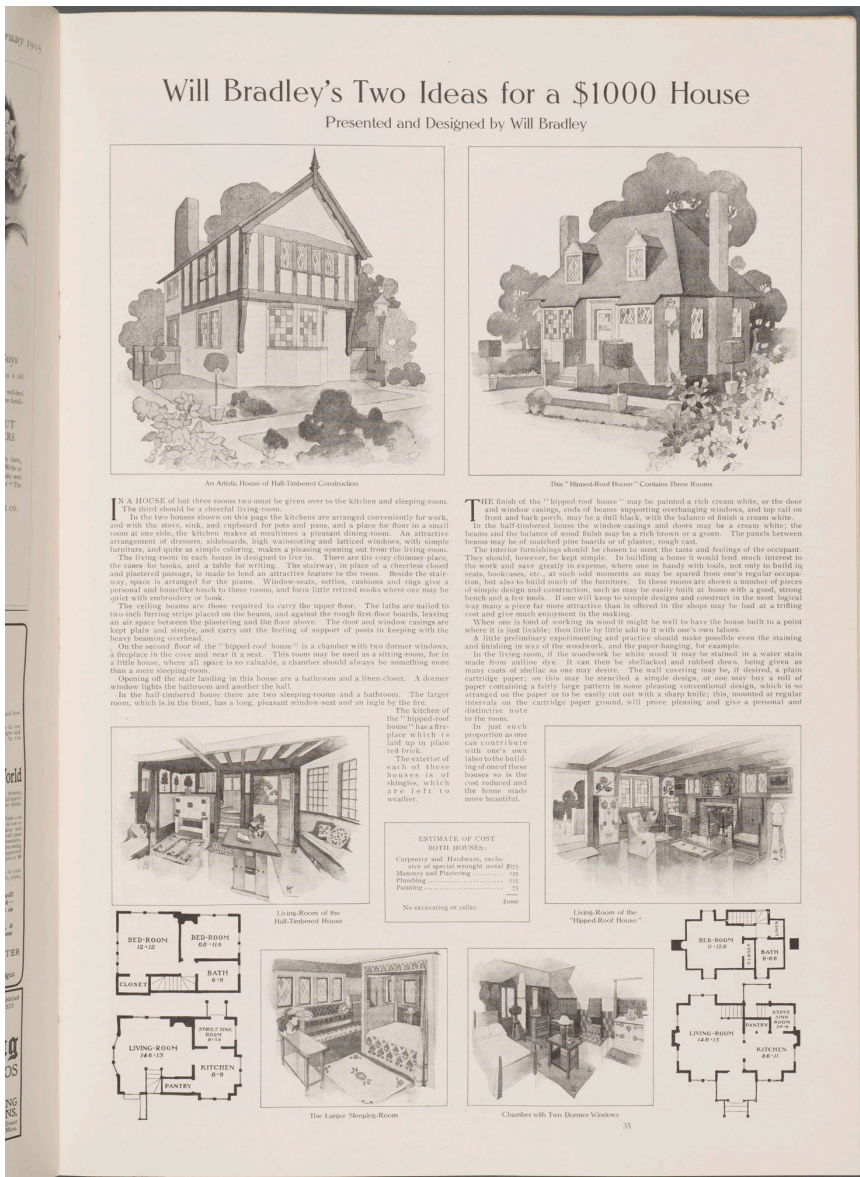 Will Bradley's Two Ideas for a $1000 House
Presented and Designed by Will Bradley
An Artistic House of Half-Timbered Construction
This "Hipped-Roof House" Contains Three Rooms
IN A HOUSE of but three rooms two must be given over to the kitchen and sleeping-room.
The third should be a cheerful living-room.
In the two houses shown on this page the kitchens are arranged conveniently for work,
and with the stove, sink, and cupboard for pots and pans, and a place for flour in a small
room at one side, the kitchen makes at mealtimes a pleasant dining-room. An attractive
arrangement of dressers, sideboards, high wainscoting and latticed windows, with simple
furniture, and quite as simple coloring, makes a pleasing opening out from the living-room.
The living-room in each house is designed to live in. There are the cozy chimney-place,
the cases for books, and a table for writing. The stairway, in place of a cheerless closed
and plastered passage, is made to lend an attractive feature to the room. Beside the stair-
way, space is arranged for the piano. Window-seats, settles, cushions and rugs give a
personal and homelike touch to these rooms, and form little retired nooks where one may be
quiet with embroidery or book.
The ceiling beams are those required to carry the upper floor. The laths are nailed to
two-inch furring strips placed on the beams, and against the rough first-floor boards, leaving
an air space between the plastering and the floor above. The door and window casings are
kept plain and simple, and carry out the feeling of support of posts in keeping with the
heavy beaming overhead.
On the second floor of the "hipped-roof house" is a chamber with two dormer windows,
a fireplace in the cove and near it a seat. This room may be used as a sitting-room, for in
a little house, where all space is so valuable, a chamber should always be something more
than a mere sleeping-room.
Opening off the stair landing in this house are a bathroom and a linen-closet. A dormer
window lights the bathroom and another the hall.
In the half-timbered house there are two sleeping-rooms and a bathroom. The larger
room, which is in the front, has a long, pleasant window-seat and an ingle by the fire.
The kitchen of
the "hipped-roof
house" has a fire-
place which is
laid up in plain
red brick.
The exterior of
each of these
houses is of
shingles, which
are left to
weather.
THE finish of the "hipped-roof house" may be painted a rich cream white, or the door
and window casings, ends of beams supporting overhanging windows, and top rail on
front and back porch, may be a dull black, with the balance of finish a cream white.
In the half-timbered house the window-casings and doors may be a cream white; the
beams and the balance of wood finish may be a rich brown or a green. The panels between
beams may be of matched pine boards or of plaster, rough cast.
The interior furnishings should be chosen to meet the taste and feelings of the occupant.
They should, however, be kept simple. In building a home it would lend much interest to
the work and save greatly in expense, where one is handy with tools, not only to build in
seats, bookcases, etc., at such odd moments as may be spared from one's regular occupa-
tion, but also to build much of the furniture. In these rooms are shown a number of pieces
of simple design and construction, such as may be easily built at home with a good, strong
bench and a few tools. If one will keep to simple designs and construct in the most logical
way many a piece far more attractive than is offered in the shops may be had at a trifling
cost and give much enjoyment in the making.
When one is fond of working in wood it might be well to have the house built to a point
where it is just livable; then little by little add to it with one's own labors.
A little preliminary experimenting and practice should make possible even the staining
and finishing in wax of the woodwork, and the paper-hanging, for example.
In the living-room, if the woodwork be white wood it may be stained in a water stain
made from aniline dye. It can then be shellacked and rubbed down, being given as
many coats of shellac as one may desire. The wall covering may be, if desired, a plain
cartridge paper; on this may be stenciled a simple design, or one may buy a roll of
paper containing a fairly large pattern in some pleasing conventional design, which is so
arranged on the paper as to be easily cut out with a sharp knife; this, mounted at regular
intervals on the cartridge paper ground, will prove pleasing and give a personal and
distinctive note
to the room.
In just such
proportion as one
can contribute
with one's own
labor to the build-
ing of one of these
houses so is the
cost reduced and
the home made
more beautiful.
ESTIMATE OF COST
BOTH HOUSES:
Carpentry and Hardware, exclu-
sive of special wrought metal $675
Masonry and Plastering .......... 125
Plumbing .......... 125
Painting .......... 75
$1000
No excavating or cellar.
Living-Room of the
Half-Timbered House
Living-Room of the
"Hipped-Roof House"
BED-ROOM
12×12
BED-ROOM
8.6×11.6
BATH
6×6
CLOSET
LIVING-ROOM
14.6×15
STOVE & SINK
ROOM
KITCHEN
8×9
PANTRY
BED-ROOM
CLOSET
LINEN
BATH
6×6.6
LIVING-ROOM
14.6×15
PANTRY
STOVE
SINK
ROOM
KITCHEN
8.6×11
The Larger Sleeping-Room
Chamber with Two Dormer Windows
35